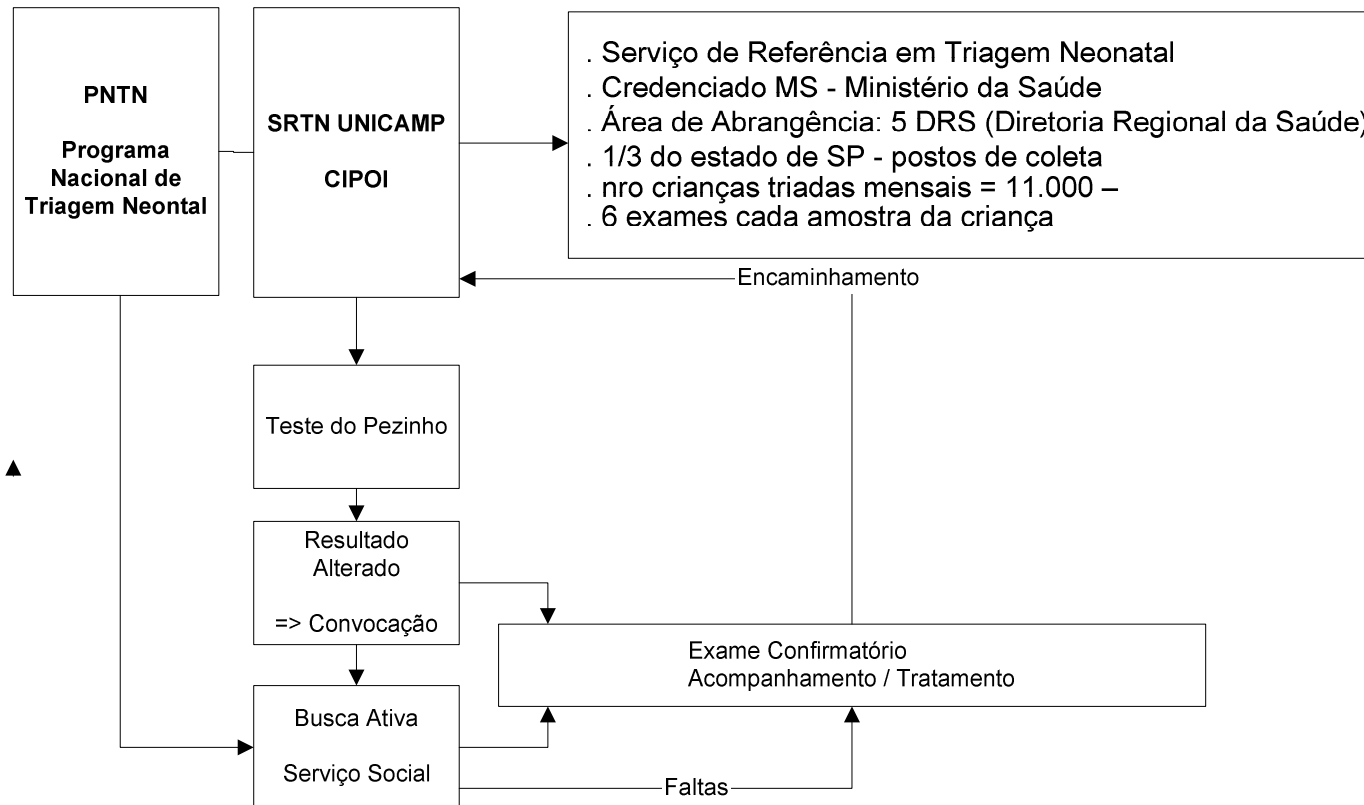 PNTN
Programa
Nacional de
Triagem Neontal
SRTN UNICAMP
CIPOI
. Serviço de Referência em Triagem Neonatal
. Credenciado MS - Ministério da Saúde
. Área de Abrangência: 5 DRS (Diretoria Regional da Saúde)
. 1/3 do estado de SP - postos de coleta
. nro crianças triadas mensais = 11.000 –
. 6 exames cada amostra da criança
Encaminhamento
Teste do Pezinho
Resultado
Alterado
=> Convocação
Exame Confirmatório
Acompanhamento / Tratamento
Busca Ativa
Serviço Social
Faltas